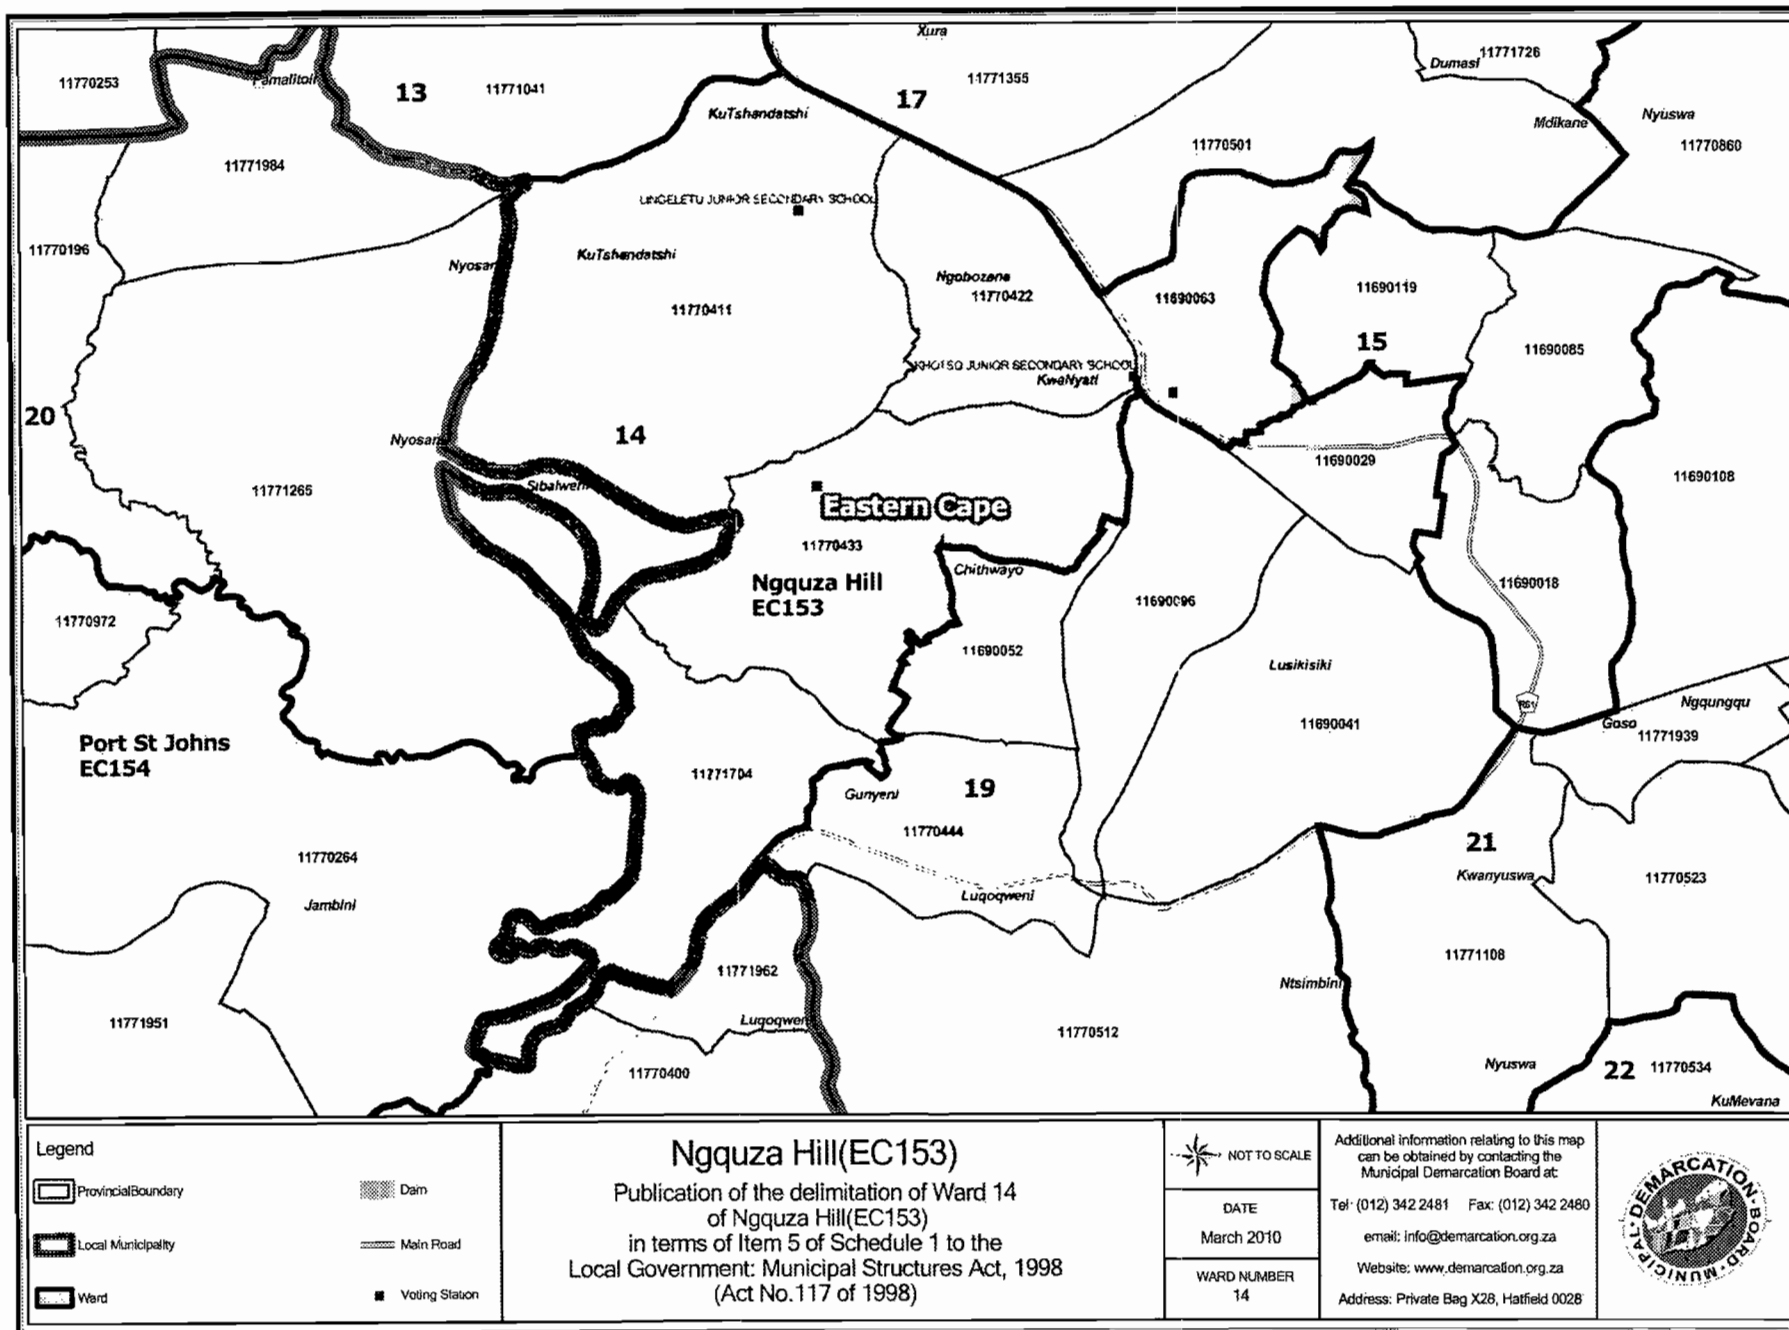 Xura
11771726
Dumasi
11770253
Pamalitoli
13
11771041
11771355
17
KuTshandatshi
Mdikane
Nyuswa
11770860
11770501
11771984
LINGELETU JUNIOR SECONDARY SCHOOL
11770196
Nyosan
KuTshandatshi
Ngobozana
11770422
11690063
11690119
11770411
15
11690085
KHOTSO JUNIOR SECONDARY SCHOOL
KwaNyati
20
Nyosan
14
11690029
11690108
11771265
Sibalweni
Eastern Cape
11770433
Chithwayo
Ngquza Hill
EC153
11690018
11690096
11770972
11690052
Lusikisiki
R61
Ngqungqu
11690041
Goso
11771939
Port St Johns
EC154
11771704
Gunyeni
19
11770444
21
11770264
Kwanyuswa
11770523
Luqoqweni
Jambini
11771108
11771962
Ntsimbini
11771951
Luqoqwen
11770512
11770400
Nyuswa
22
11770534
KuMevana
Legend
ProvincialBoundary
Dam
Local Municipality
Main Road
Ward
Voting Station
Ngquza Hill(EC153)
Publication of the delimitation of Ward 14
of Ngquza Hill(EC153)
in terms of Item 5 of Schedule 1 to the
Local Government: Municipal Structures Act, 1998
(Act No.117 of 1998)
NOT TO SCALE
DATE
March 2010
WARD NUMBER
14
Additional information relating to this map
can be obtained by contacting the
Municipal Demarcation Board at:
Tel: (012) 342 2481 Fax: (012) 342 2480
email: info@demarcation.org.za
Website: www.demarcation.org.za
Address: Private Bag X28, Hatfield 0028
MUNICIPAL DEMARCATION BOARD